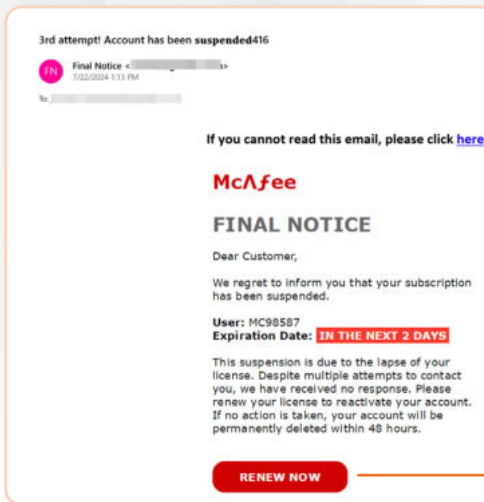 3rd attempt! Account has been suspended416
FN
Final Notice <
7/22/2024 1:13 PM
To:
If you cannot read this email, please click here
McAfee
FINAL NOTICE
Dear Customer,
We regret to inform you that your subscription
has been suspended.
User: MC98587
Expiration Date: IN THE NEXT 2 DAYS
This suspension is due to the lapse of your
license. Despite multiple attempts to contact
you, we have received no response. Please
renew your license to reactivate your account.
If no action is taken, your account will be
permanently deleted within 48 hours.
RENEW NOW